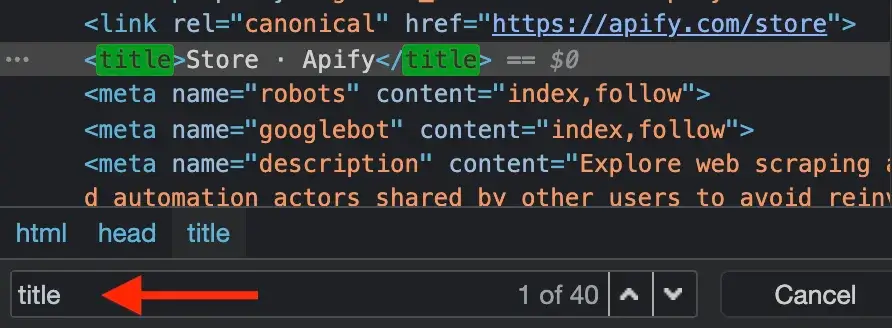 <link rel="canonical" href="https://apify.com/store">
··· <title>Store · Apify</title> == $0
<meta name="robots" content="index,follow">
<meta name="googlebot" content="index,follow">
<meta name="description" content="Explore web scraping a
d automation actors shared by other users to avoid rein
html head title
title 1 of 40 Cancel